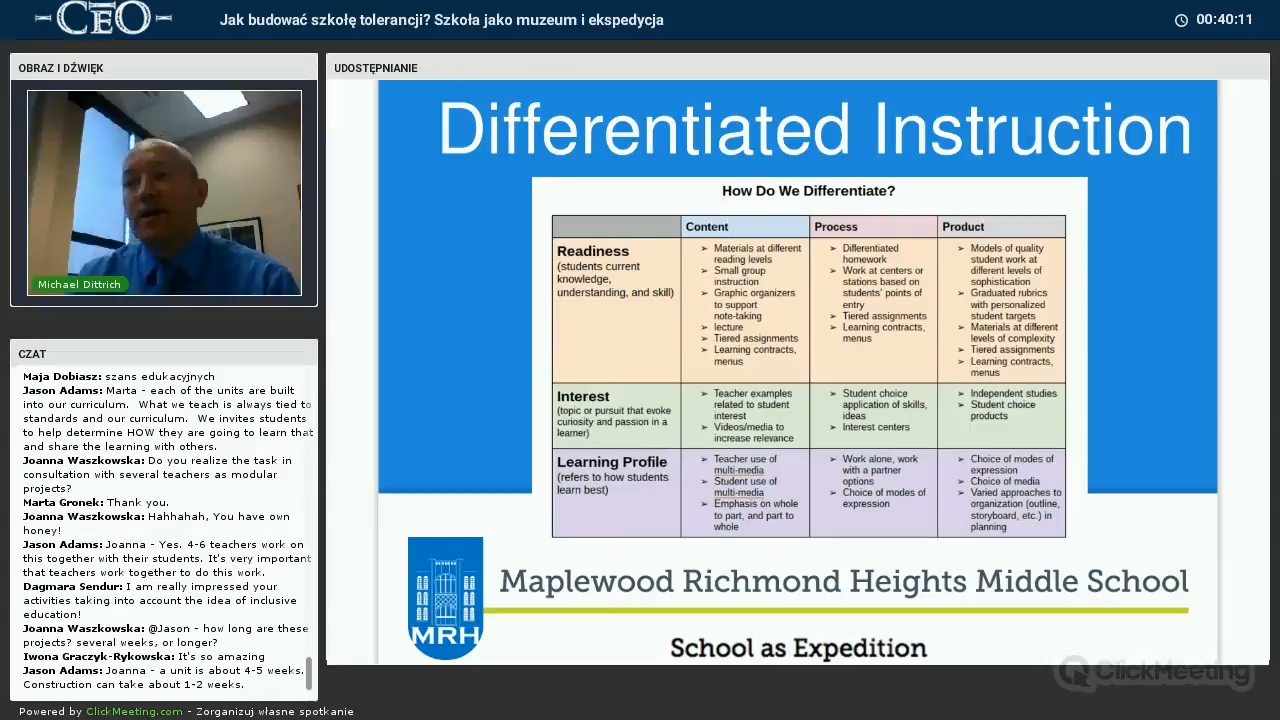 CEO
Jak budować szkołę tolerancji? Szkoła jako muzeum i ekspedycja
00:40:11
OBRAZ I DŹWIĘK
Michael Dittrich
CZAT
Maja Dobiasz: szans edukacyjnych
Jason Adams: Marta - each of the units are built
into our curriculum.  What we teach is always tied to
standards and our curriculum.  We invites students
to help determine HOW they are going to learn that
and share the learning with others.
Joanna Waszkowska: Do you realize the task in
consultation with several teachers as modular
projects?
Marta Gronek: Thank you.
Joanna Waszkowska: Hahhahah, You have own
honey!
Jason Adams: Joanna - Yes. 4-6 teachers work on
this together with their students. It's very important
that teachers work together to do this work.
Dagmara Sendur: I am really impressed your
activities taking into account the idea of inclusive
education!
Joanna Waszkowska: @Jason - how long are these
projects? several weeks, or longer?
Iwona Graczyk-Rykowska: It's so amazing
Jason Adams: Joanna - a unit is about 4-5 weeks.
Construction can take about 1-2 weeks.
UDOSTĘPNIANIE
Differentiated Instruction
How Do We Differentiate?
Content
Process
Product
Readiness
(students current
knowledge,
understanding, and skill)
➢ Materials at different
reading levels
➢ Small group
instruction
➢ Graphic organizers
to support
note-taking
➢ lecture
➢ Tiered assignments
➢ Learning contracts,
menus
➢ Differentiated
homework
➢ Work at centers or
stations based on
students' points of
entry
➢ Tiered assignments
➢ Learning contracts,
menus
➢ Models of quality
student work at
different levels of
sophistication
➢ Graduated rubrics
with personalized
student targets
➢ Materials at different
levels of complexity
➢ Tiered assignments
➢ Learning contracts,
menus
Interest
(topic or pursuit that evoke
curiosity and passion in a
learner)
➢ Teacher examples
related to student
interest
➢ Videos/media to
increase relevance
➢ Student choice
application of skills,
ideas
➢ Interest centers
➢ Independent studies
➢ Student choice
products
Learning Profile
(refers to how students
learn best)
➢ Teacher use of
multi-media
➢ Student use of
multi-media
➢ Emphasis on whole
to part, and part to
whole
➢ Work alone, work
with a partner
options
➢ Choice of modes of
expression
➢ Choice of modes of
expression
➢ Choice of media
➢ Varied approaches to
organization (outline,
storyboard, etc.) in
planning
MRH
Maplewood Richmond Heights Middle School
School as Expedition
ClickMeeting
Powered by ClickMeeting.com - Zorganizuj własne spotkanie